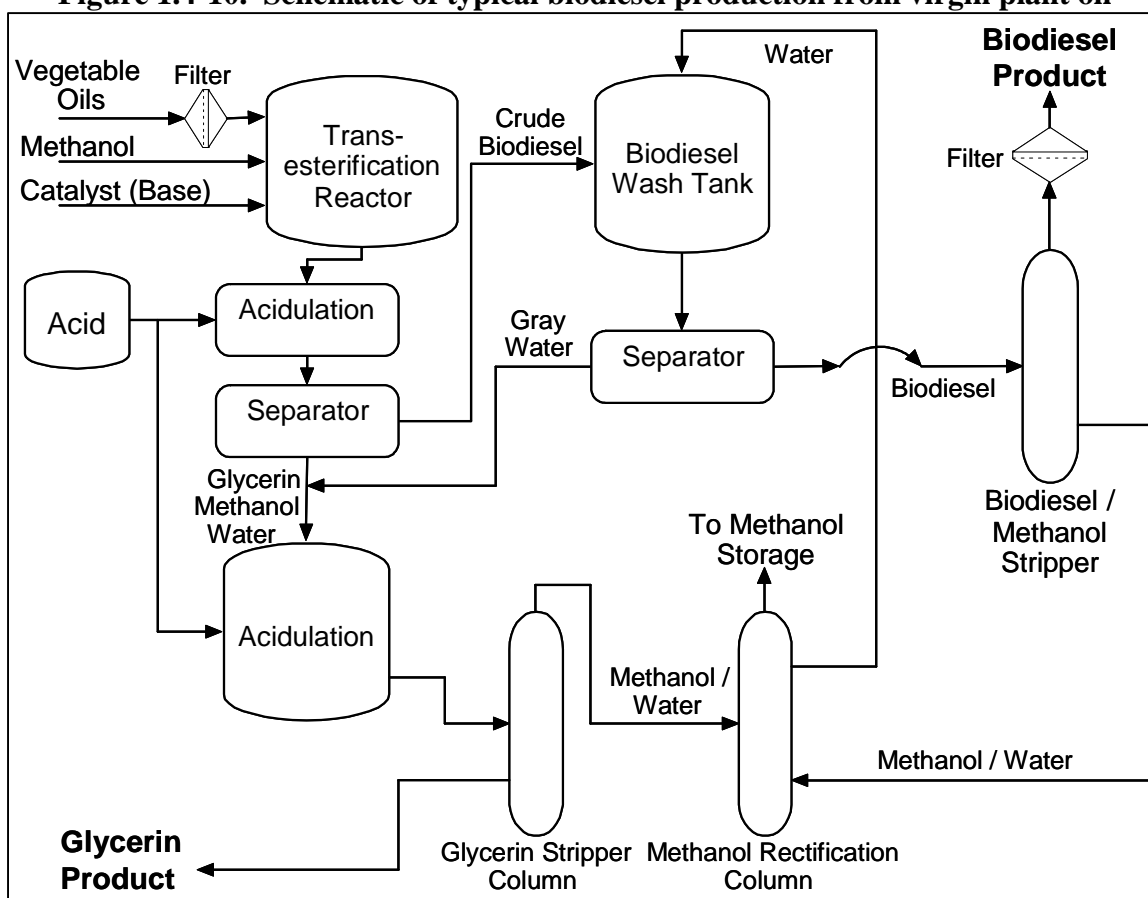 Figure 1.4-10. Schematic of typical biodiesel production from virgin plant oil
Vegetable
Oils
Filter
Methanol
Catalyst (Base)
Trans-
esterification
Reactor
Crude
Biodiesel
Water
Biodiesel
Wash Tank
Biodiesel
Product
Filter
Acid
Acidulation
Separator
Gray
Water
Separator
Biodiesel
Biodiesel /
Methanol
Stripper
Glycerin
Methanol
Water
Acidulation
To Methanol
Storage
Methanol /
Water
Methanol / Water
Glycerin
Product
Glycerin Stripper
Column
Methanol Rectification
Column